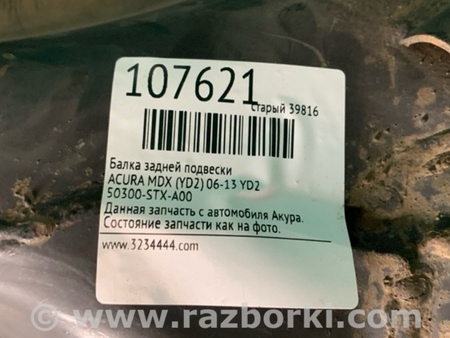 107621
старый 39816
Балка задней подвески
ACURA MDX (YD2) 06-13 YD2
50300-STX-A00
Данная запчасть с автомобиля Акура.
Состояние запчасти как на фото.
www.3234444.com
www.razborki.com